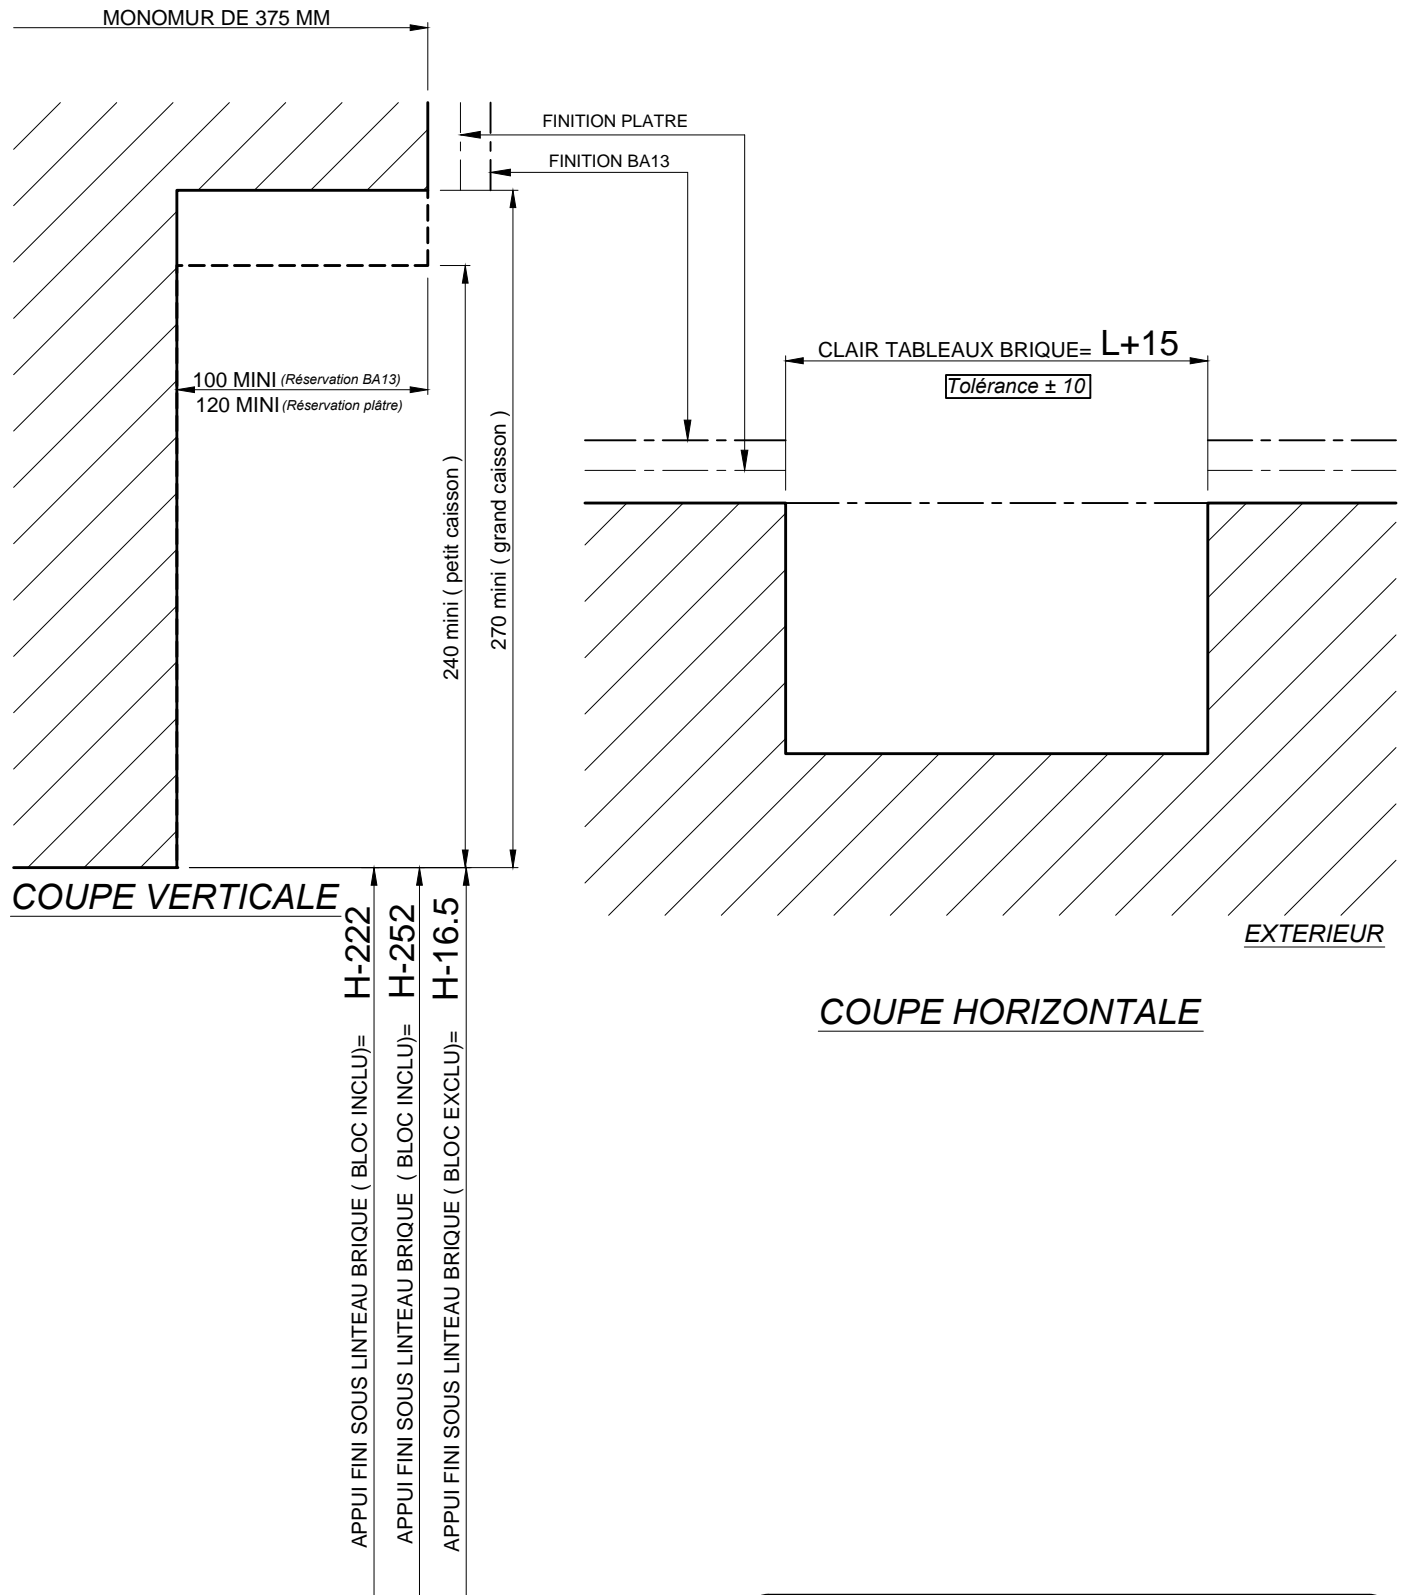 MONOMUR DE 375 MM
FINITION PLATRE
FINITION BA13
CLAIR TABLEAUX BRIQUE= L+15
Tolérance ± 10
100 MINI (Réservation BA13)
120 MINI (Réservation plâtre)
240 mini ( petit caisson )
270 mini ( grand caisson )
COUPE VERTICALE
EXTERIEUR
COUPE HORIZONTALE
APPUI FINI SOUS LINTEAU BRIQUE ( BLOC INCLU)= H-222
APPUI FINI SOUS LINTEAU BRIQUE ( BLOC INCLU)= H-252
APPUI FINI SOUS LINTEAU BRIQUE ( BLOC EXCLU)= H-16.5